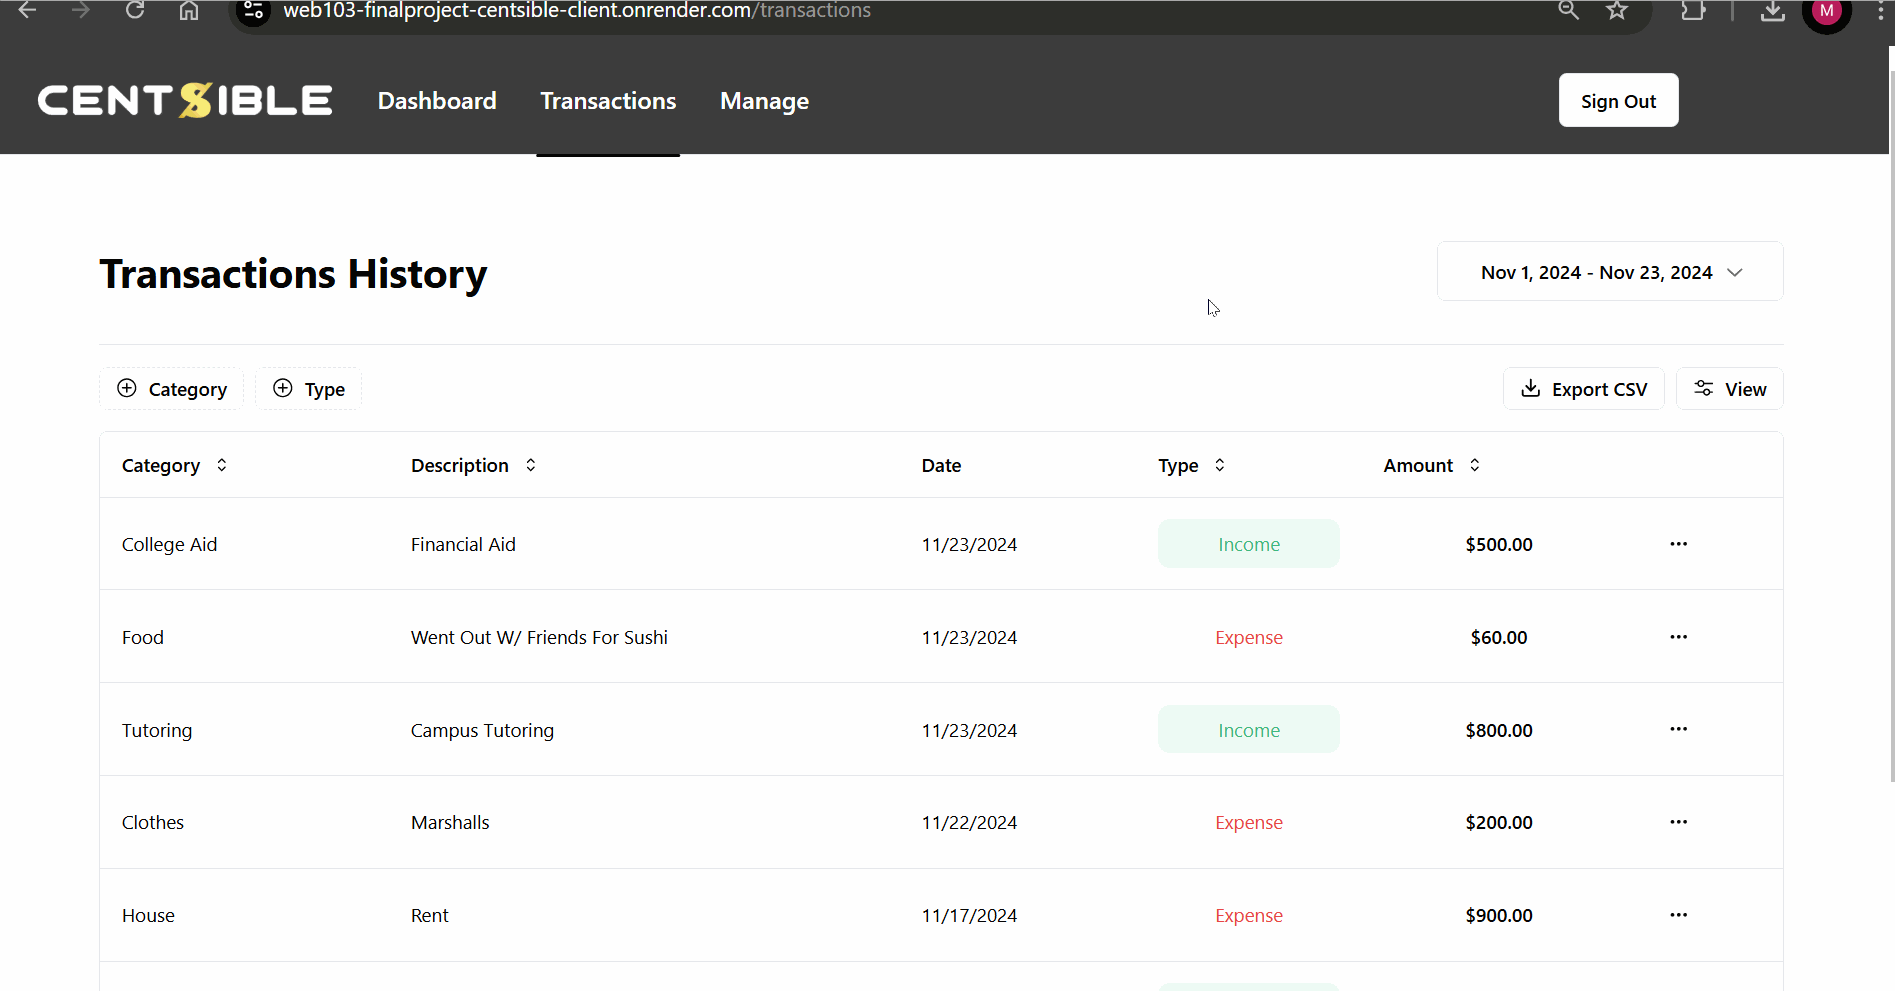 web103-finalproject-centsible-client.onrender.com/transactions
M
CENTSIBLE Dashboard Transactions Manage Sign Out
Transactions History
Nov 1, 2024 - Nov 23, 2024
Category Type Export CSV View
Category Description Date Type Amount
College Aid Financial Aid 11/23/2024 Income $500.00 ...
Food Went Out W/ Friends For Sushi 11/23/2024 Expense $60.00 ...
Tutoring Campus Tutoring 11/23/2024 Income $800.00 ...
Clothes Marshalls 11/22/2024 Expense $200.00 ...
House Rent 11/17/2024 Expense $900.00 ...